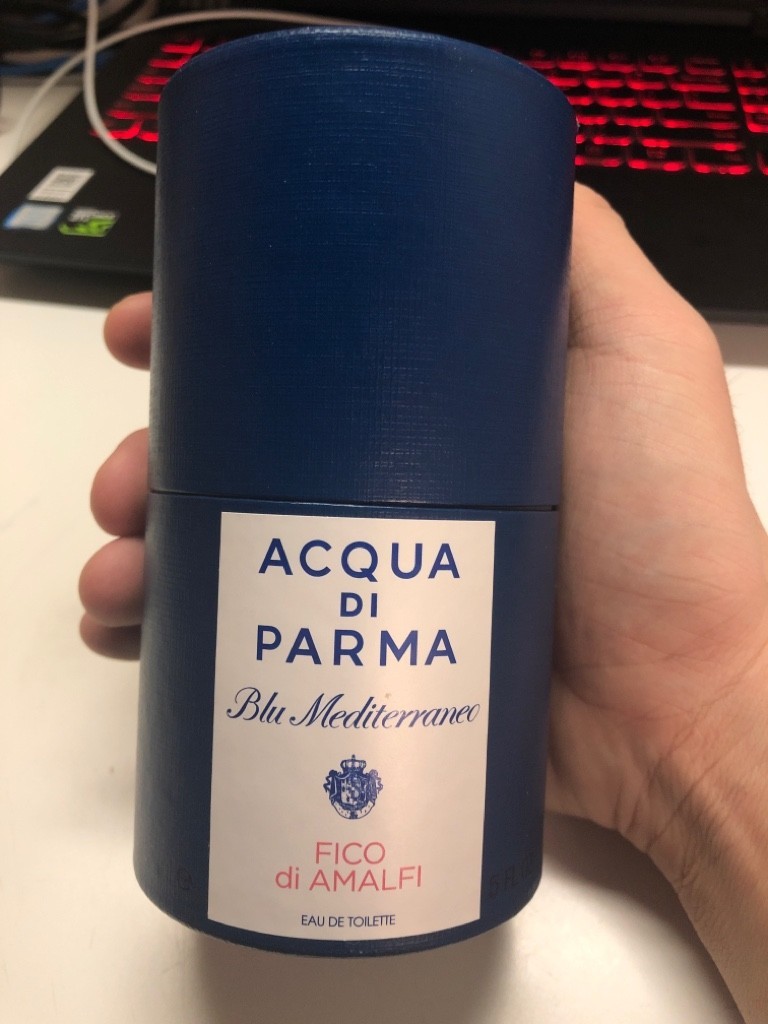 ACQUA
DI
PARMA
Blu Mediterraneo
FICO
di AMALFI
EAU DE TOILETTE